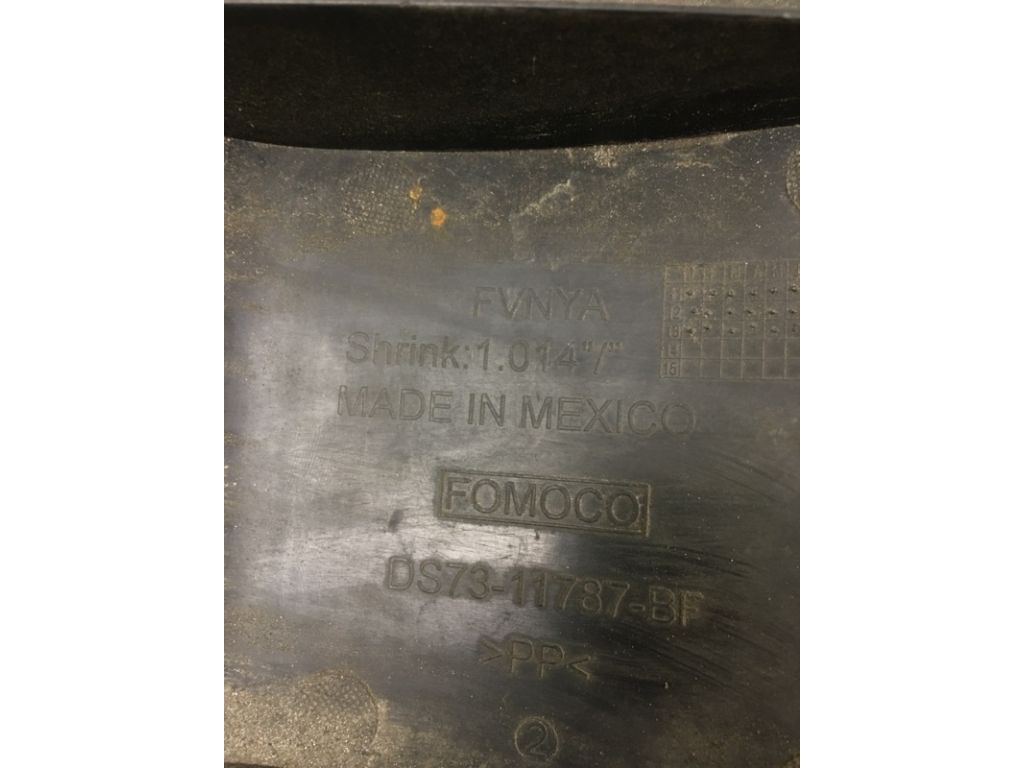 FVNYA
Shrink:1.014"/"
MADE IN MEXICO
FOMOCO
DS73-11787-BF
>PP<
2